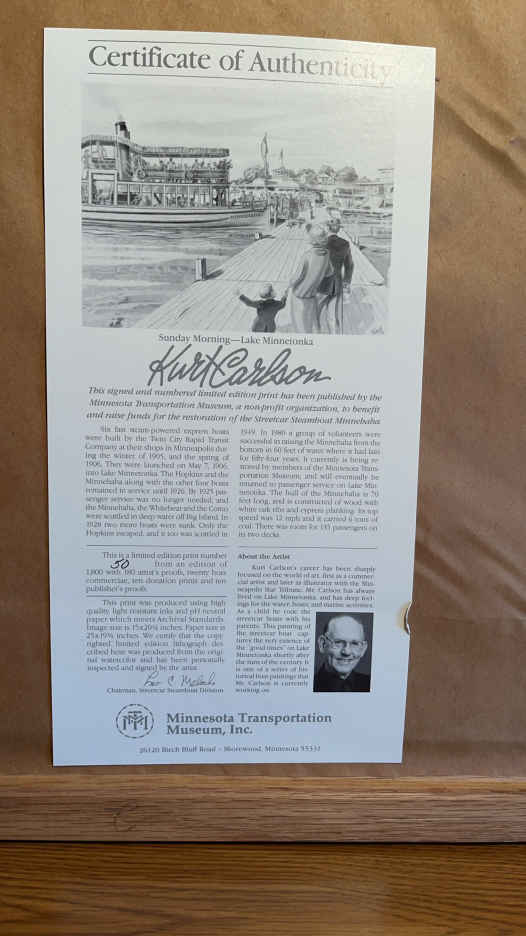 Certificate of Authenticity
Sunday Morning—Lake Minnetonka
Kurt Carlson
This signed and numbered limited edition print has been published by the
Minnesota Transportation Museum, a non-profit organization, to benefit
and raise funds for the restoration of the Streetcar Steamboat Minnehaha
Six fast steam-powered express boats
were built by the Twin City Rapid Transit
Company at their shops in Minneapolis dur-
ing the winter of 1905, and the spring of
1906. They were launched on May 7, 1906,
into Lake Minnetonka. The Hopkins and the
Minnehaha along with the other four boats
remained in service until 1926. By 1925 pas-
senger service was no longer needed, and
the Minnehaha, the Whitebear and the Como
were scuttled in deep water off Big Island. In
1928 two more boats were sunk. Only the
Hopkins escaped, and it too was scuttled in
1949. In 1980 a group of volunteers were
successful in raising the Minnehaha from the
bottom in 60 feet of water where it had lain
for fifty-four years. It currently is being re-
stored by members of the Minnesota Trans-
portation Museum, and will eventually be
returned to passenger service on Lake Min-
netonka. The hull of the Minnehaha is 70
feet long, and is constructed of wood with
white oak ribs and cypress planking. Its top
speed was 12 mph and it carried 6 tons of
coal. There was room for 135 passengers on
its two decks.
This is a limited edition print number
50 from an edition of
1,800 with 180 artist's proofs, twenty hors
commerciae, ten donation prints and ten
publisher's proofs.
This print was produced using high
quality light resistant inks and pH neutral
paper which meets Archival Standards.
Image size is 15x20¼ inches. Paper size is
25x19¾ inches. We certify that the copy-
righted limited edition lithograph des-
cribed here was produced from the origi-
nal watercolor and has been personally
inspected and signed by the artist.
Chairman, Streetcar Steamboat Division
About the Artist
Kurt Carlson's career has been sharply
focused on the world of art, first as a commer-
cial artist and later as illustrator with the Min-
neapolis Star Tribune. Mr. Carlson has always
lived on Lake Minnetonka, and has deep feel-
ings for the water, boats, and marine activities.
As a child he rode the
streetcar boats with his
parents. This painting of
the streetcar boat cap-
tures the very essence of
the "good times" on Lake
Minnetonka shortly after
the turn of the century. It
is one of a series of his-
torical boat paintings that
Mr. Carlson is currently
working on.
MTM
Minnesota Transportation
Museum, Inc.
26120 Birch Bluff Road - Shorewood, Minnesota 55331